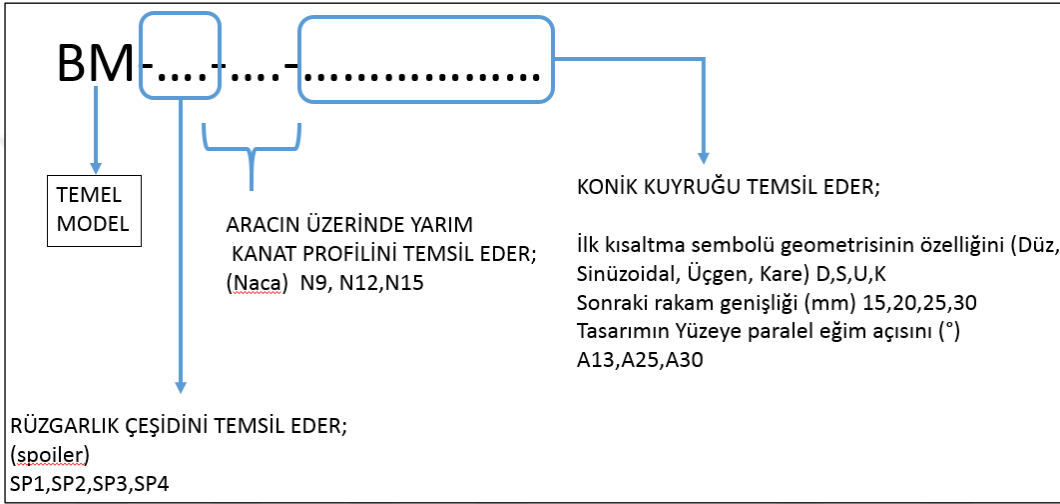 BM-....-....-..................
TEMEL
MODEL
ARACIN ÜZERİNDE YARIM
KANAT PROFİLİNİ TEMSİL EDER;
(Naca) N9, N12,N15
KONİK KUYRUĞU TEMSİL EDER;
İlk kısaltma sembolü geometrisinin özelliğini (Düz,
Sinüzoidal, Üçgen, Kare) D,S,U,K
Sonraki rakam genişliği (mm) 15,20,25,30
Tasarımın Yüzeye paralel eğim açısını (°)
A13,A25,A30
RÜZGARLIK ÇEŞİDİNİ TEMSİL EDER;
(spoiler)
SP1,SP2,SP3,SP4